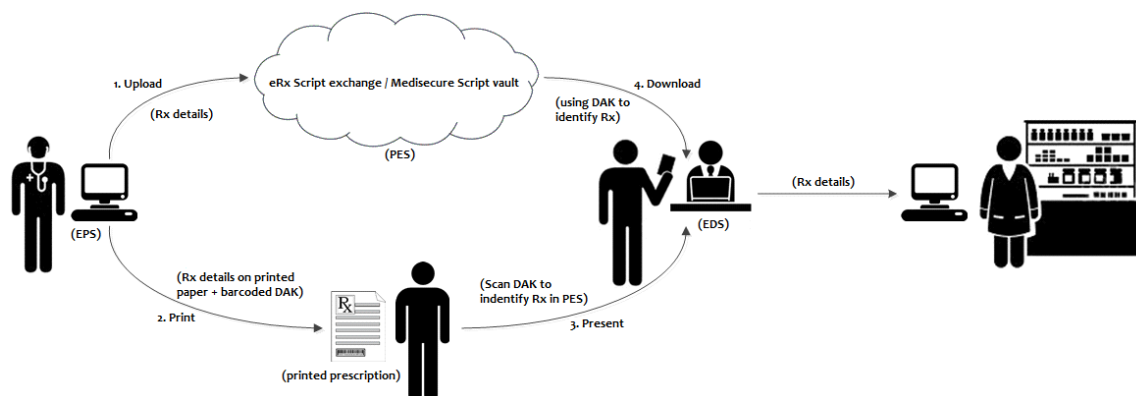 1. Upload
(Rx details)
eRx Script exchange / Medisecure Script vault
(PES)
4. Download
(using DAK to
identify Rx)
(EPS)
(EDS)
(Rx details)
(Rx details on printed
paper + barcoded DAK)
2. Print
Rx
(printed prescription)
(Scan DAK to
indentify Rx in PES)
3. Present